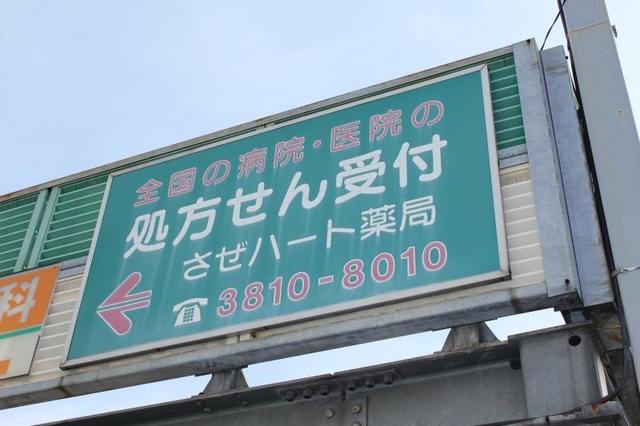 全国の病院・医院の
処方せん受付
さぜハート薬局
3810-8010
科